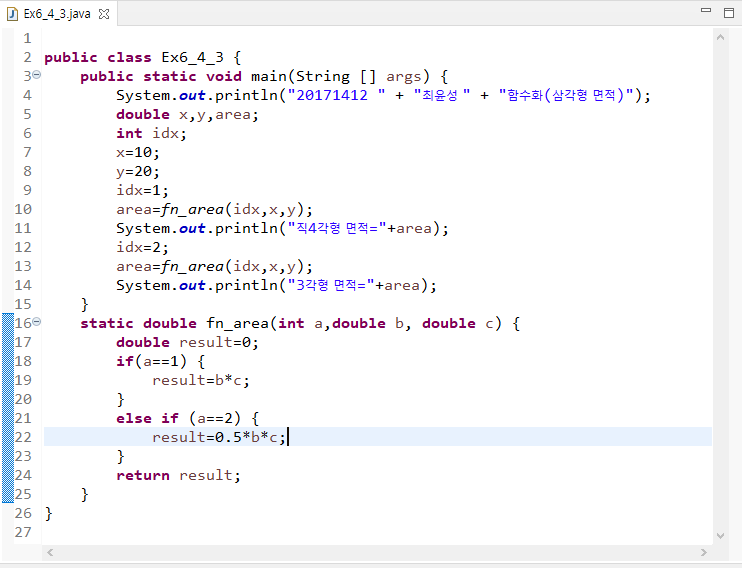 Ex6_4_3.java
1
2 public class Ex6_4_3 {
3 public static void main(String [] args) {
4 System.out.println("20171412 " + "최윤성 " + "함수화(삼각형 면적)");
5 double x,y,area;
6 int idx;
7 x=10;
8 y=20;
9 idx=1;
10 area=fn_area(idx,x,y);
11 System.out.println("직4각형 면적="+area);
12 idx=2;
13 area=fn_area(idx,x,y);
14 System.out.println("3각형 면적="+area);
15 }
16 static double fn_area(int a,double b, double c) {
17 double result=0;
18 if(a==1) {
19 result=b*c;
20 }
21 else if (a==2) {
22 result=0.5*b*c;
23 }
24 return result;
25 }
26 }
27